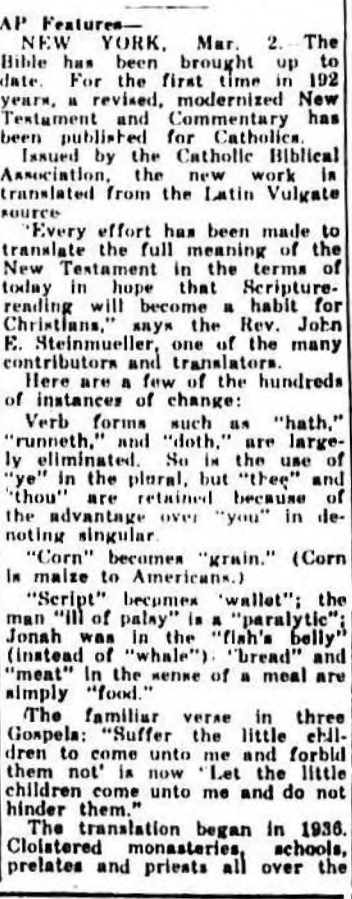 AP Features—
NEW YORK, Mar. 2. The
Bible has been brought up to
date. For the first time in 192
years, a revised, modernized New
Testament and Commentary has
been published for Catholics.
Issued by the Catholic Biblical
Association, the new work is
translated from the Latin Vulgate
source
"Every effort has been made to
translate the full meaning of the
New Testament in the terms of
today in hope that Scripture-
reading will become a habit for
Christians," says the Rev. John
E. Steinmueller, one of the many
contributors and translators.
Here are a few of the hundreds
of instances of change:
Verb forms such as "hath,"
"runneth," and "doth," are large-
ly eliminated. So is the use of
"ye" in the plural, but "thee" and
"thou" are retained because of
the advantage over "you" in de-
noting singular
"Corn" becomes "grain." (Corn
is maize to Americans.)
"Script" becomes 'wallet"; the
man "ill of palsy" is a "paralytic";
Jonah was in the "fish's belly"
(instead of "whale"); "bread" and
"meat" in the sense of a meal are
simply "food."
The familiar verse in three
Gospels: "Suffer the little chil-
dren to come unto me and forbid
them not' is now 'Let the little
children come unto me and do not
hinder them."
The translation began in 1936.
Cloistered monasteries, schools,
prelates and priests all over the